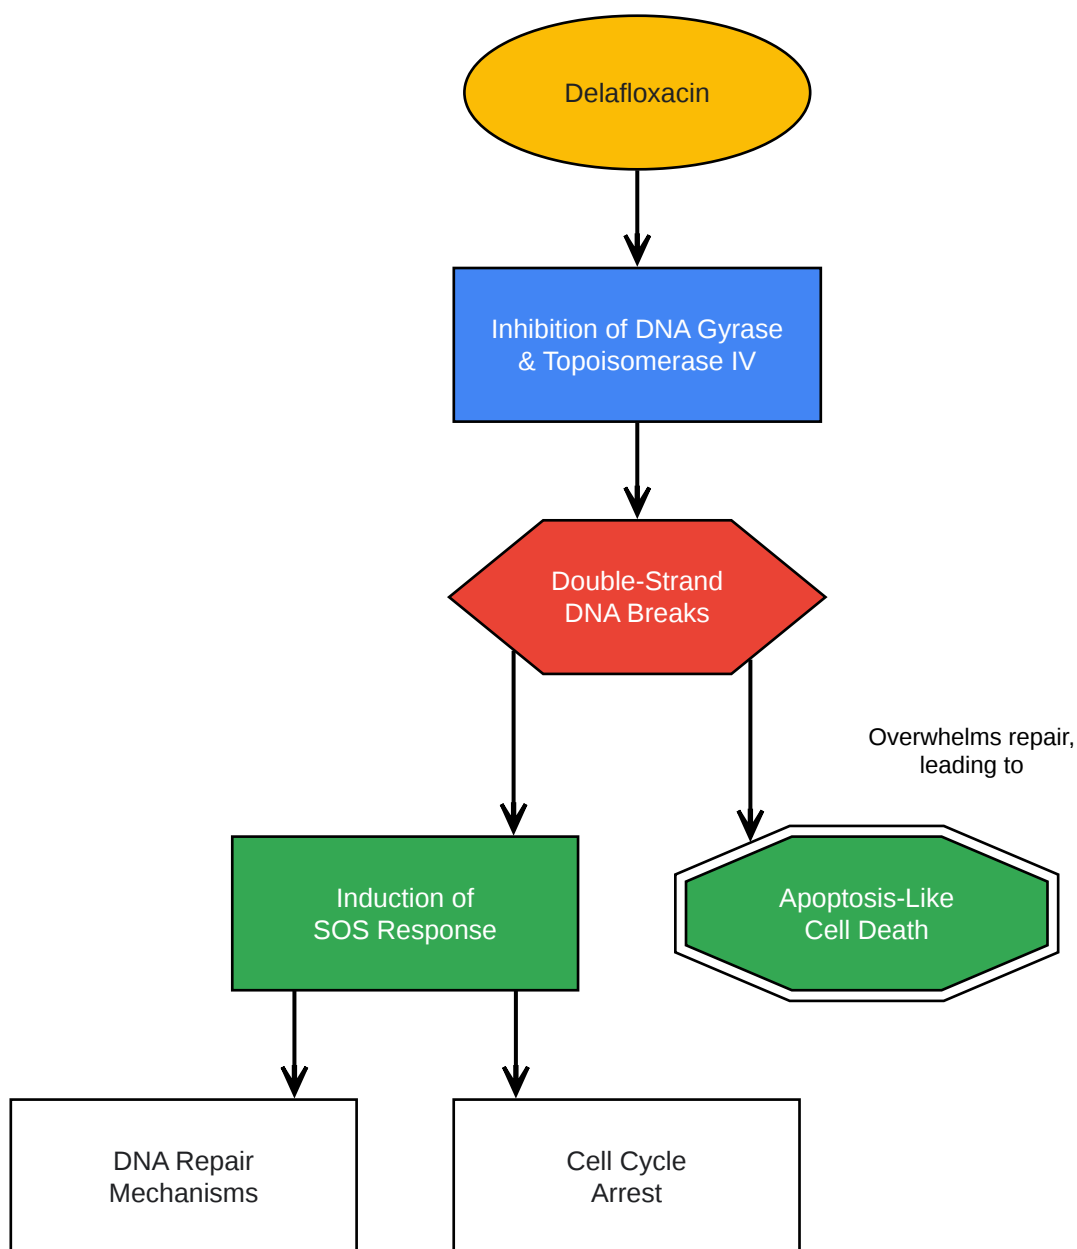 Delafloxacin
Inhibition of DNA Gyrase
& Topoisomerase IV
Double-Strand
DNA Breaks
Overwhelms repair,
leading to
Induction of
SOS Response
Apoptosis-Like
Cell Death
DNA Repair
Mechanisms
Cell Cycle
Arrest